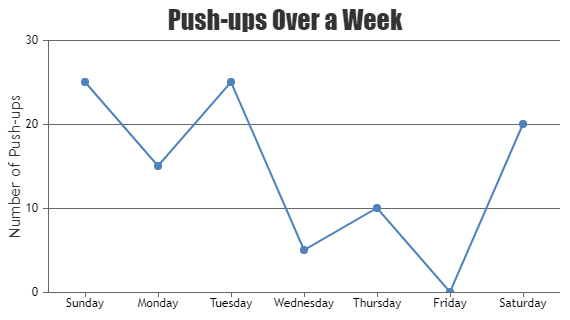 Push-ups Over a Week
30
20
10
0
Number of Push-ups
Sunday Monday Tuesday Wednesday Thursday Friday Saturday